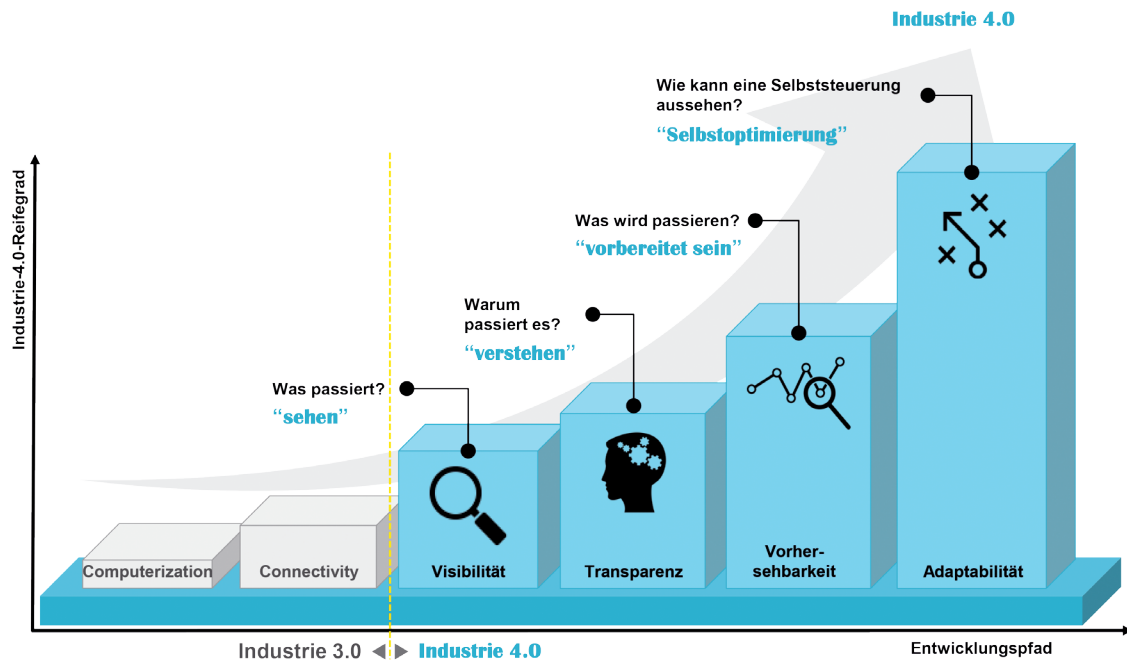 Industrie 4.0
Wie kann eine Selbststeuerung
aussehen?
“Selbstoptimierung”
Was wird passieren?
“vorbereitet sein”
Warum
passiert es?
“verstehen”
Was passiert?
“sehen”
Industrie-4.0-Reifegrad
Computerization
Connectivity
Visibilität
Transparenz
Vorher-
sehbarkeit
Adaptabilität
Industrie 3.0
Industrie 4.0
Entwicklungspfad